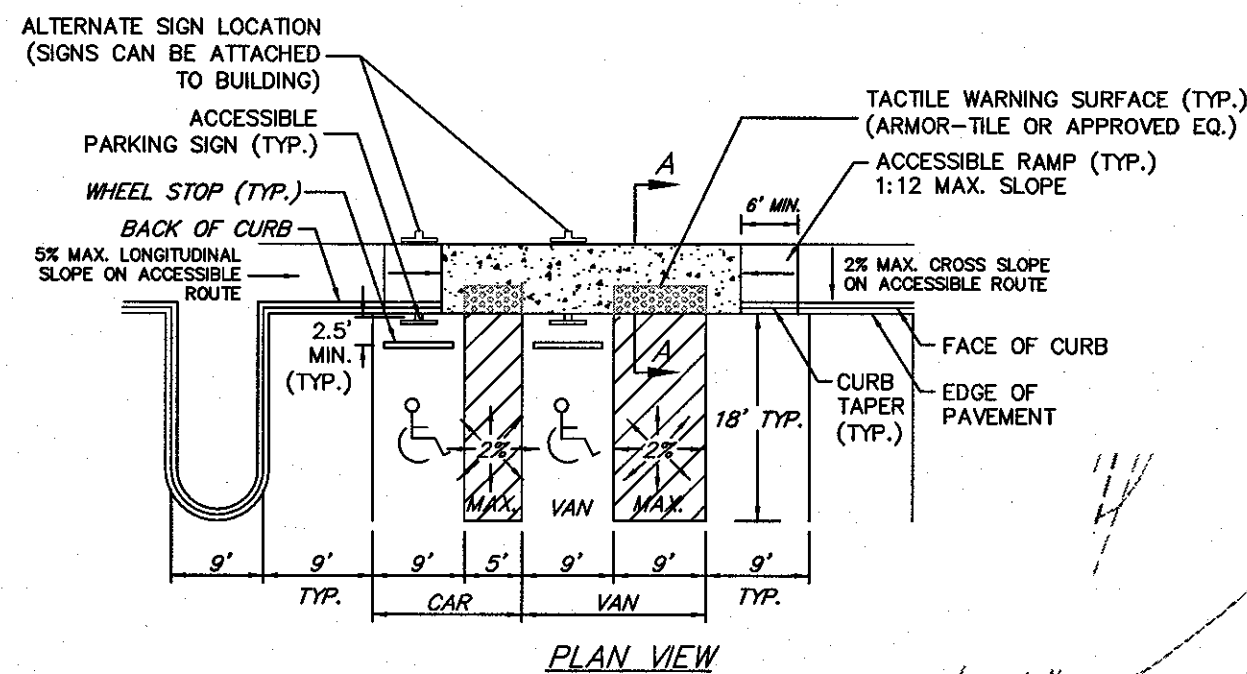 ALTERNATE SIGN LOCATION
(SIGNS CAN BE ATTACHED
TO BUILDING)
ACCESSIBLE
PARKING SIGN (TYP.)
WHEEL STOP (TYP.)
BACK OF CURB
5% MAX. LONGITUDINAL
SLOPE ON ACCESSIBLE
ROUTE
TACTILE WARNING SURFACE (TYP.)
(ARMOR-TILE OR APPROVED EQ.)
A
ACCESSIBLE RAMP (TYP.)
1:12 MAX. SLOPE
6' MIN.
2% MAX. CROSS SLOPE
ON ACCESSIBLE ROUTE
2.5'
MIN.
(TYP.)
A
FACE OF CURB
CURB
TAPER
(TYP.)
EDGE OF
PAVEMENT
18' TYP.
2%
MAX.
VAN
2%
MAX.
9'
9'
TYP.
9'
5'
9'
9'
9'
TYP.
CAR
VAN
PLAN VIEW